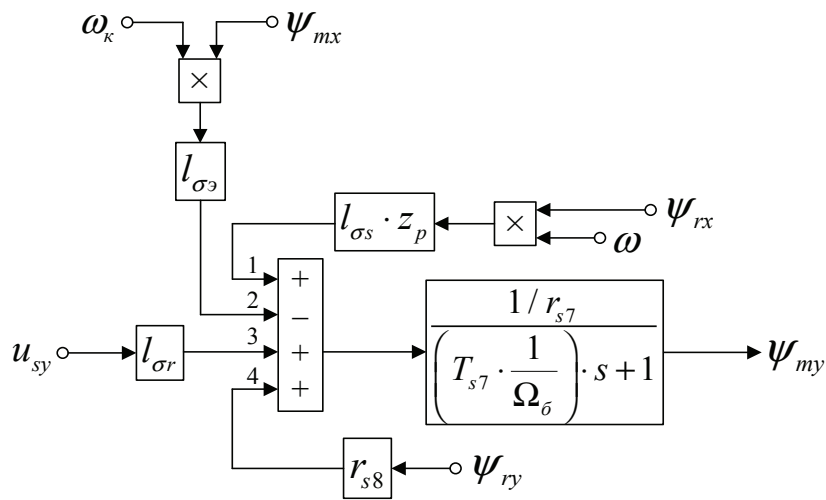 ω_к ψ_mx
×
l_σэ
l_σs · z_p × ψ_rx
ω
1 +
2 −
3 +
4 +
u_sy l_σr
1 / r_s7
(T_s7 · 1/Ω_б) · s + 1
ψ_my
r_s8 ψ_ry